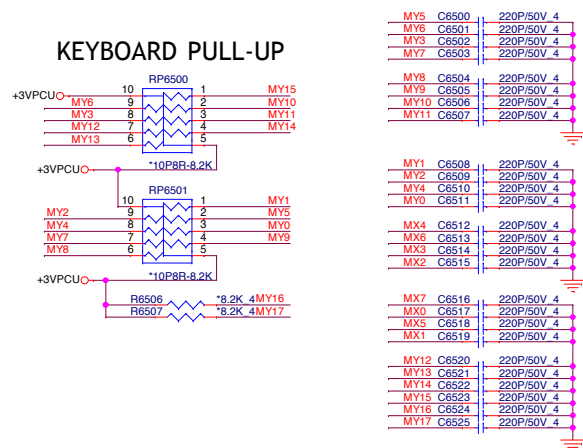 KEYBOARD PULL-UP
RP6500
+3VPCU 10 1 MY15
MY6 9 2 MY10
MY3 8 3 MY11
MY12 7 4 MY14
MY13 6 5
+3VPCU *10P8R-8.2K
RP6501
10 1 MY1
MY2 9 2 MY5
MY4 8 3 MY0
MY7 7 4 MY9
MY8 6 5
+3VPCU *10P8R-8.2K
R6506 *8.2K_4 MY16
R6507 *8.2K_4 MY17
MY5 C6500 220P/50V_4
MY6 C6501 220P/50V_4
MY3 C6502 220P/50V_4
MY7 C6503 220P/50V_4
MY8 C6504 220P/50V_4
MY9 C6505 220P/50V_4
MY10 C6506 220P/50V_4
MY11 C6507 220P/50V_4
MY1 C6508 220P/50V_4
MY2 C6509 220P/50V_4
MY4 C6510 220P/50V_4
MY0 C6511 220P/50V_4
MX4 C6512 220P/50V_4
MX6 C6513 220P/50V_4
MX3 C6514 220P/50V_4
MX2 C6515 220P/50V_4
MX7 C6516 220P/50V_4
MX0 C6517 220P/50V_4
MX5 C6518 220P/50V_4
MX1 C6519 220P/50V_4
MY12 C6520 220P/50V_4
MY13 C6521 220P/50V_4
MY14 C6522 220P/50V_4
MY15 C6523 220P/50V_4
MY16 C6524 220P/50V_4
MY17 C6525 220P/50V_4